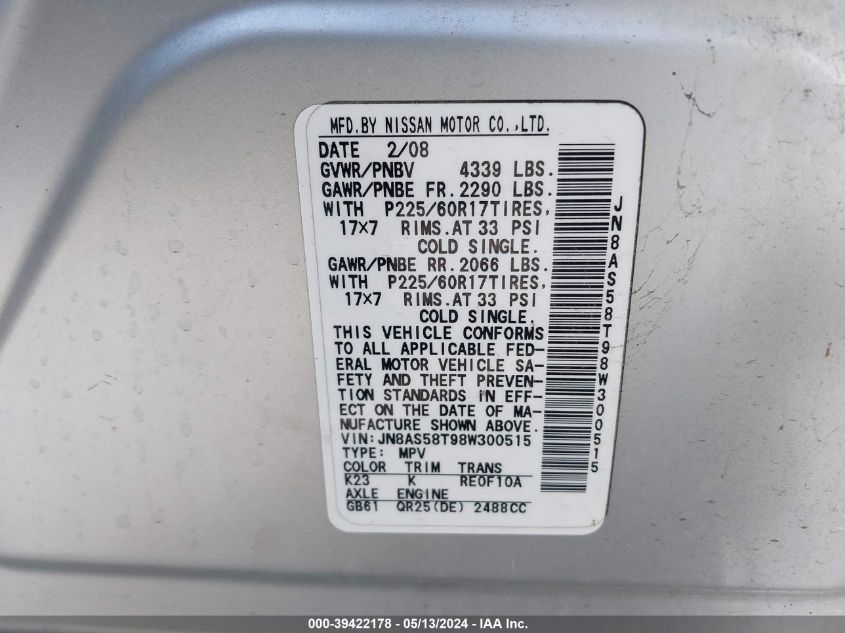 MFD.BY NISSAN MOTOR CO.,LTD.
DATE 2/08
GVWR/PNBV 4339 LBS.
GAWR/PNBE FR.2290 LBS.
WITH P225/60R17TIRES,
17×7 RIMS.AT 33 PSI
COLD SINGLE.
GAWR/PNBE RR.2066 LBS.
WITH P225/60R17TIRES,
17×7 RIMS.AT 33 PSI
COLD SINGLE.
THIS VEHICLE CONFORMS
TO ALL APPLICABLE FED-
ERAL MOTOR VEHICLE SA-
FETY AND THEFT PREVEN-
TION STANDARDS IN EFF-
ECT ON THE DATE OF MA-
NUFACTURE SHOWN ABOVE.
VIN:JN8AS58T98W300515
TYPE: MPV
COLOR TRIM TRANS
K23 K RE0F10A
AXLE ENGINE
GB61 QR25(DE) 2488CC
JN8AS58T98W300515
000-39422178 - 05/13/2024 - IAA Inc.